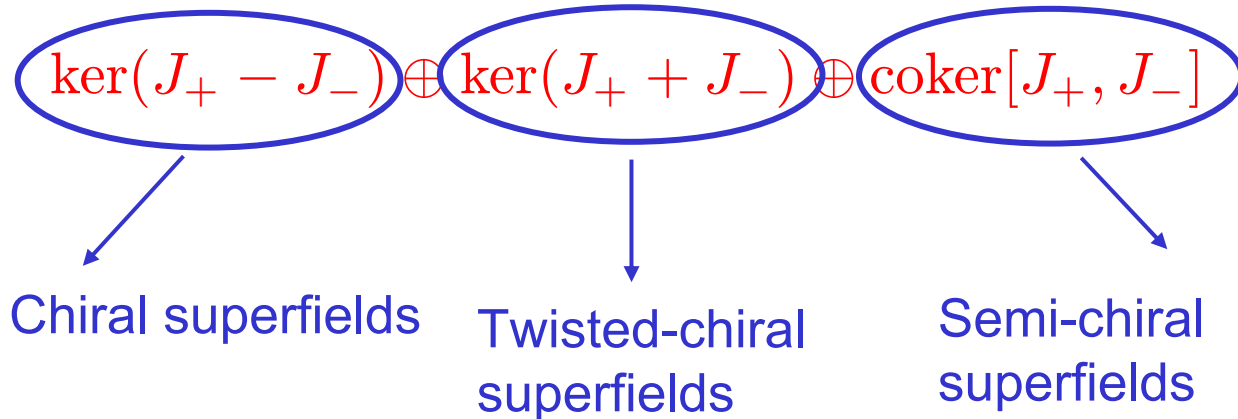 ker(J₊ − J₋) ⊕ ker(J₊ + J₋) ⊕ coker[J₊, J₋]
Chiral superfields
Twisted-chiral
superfields
Semi-chiral
superfields